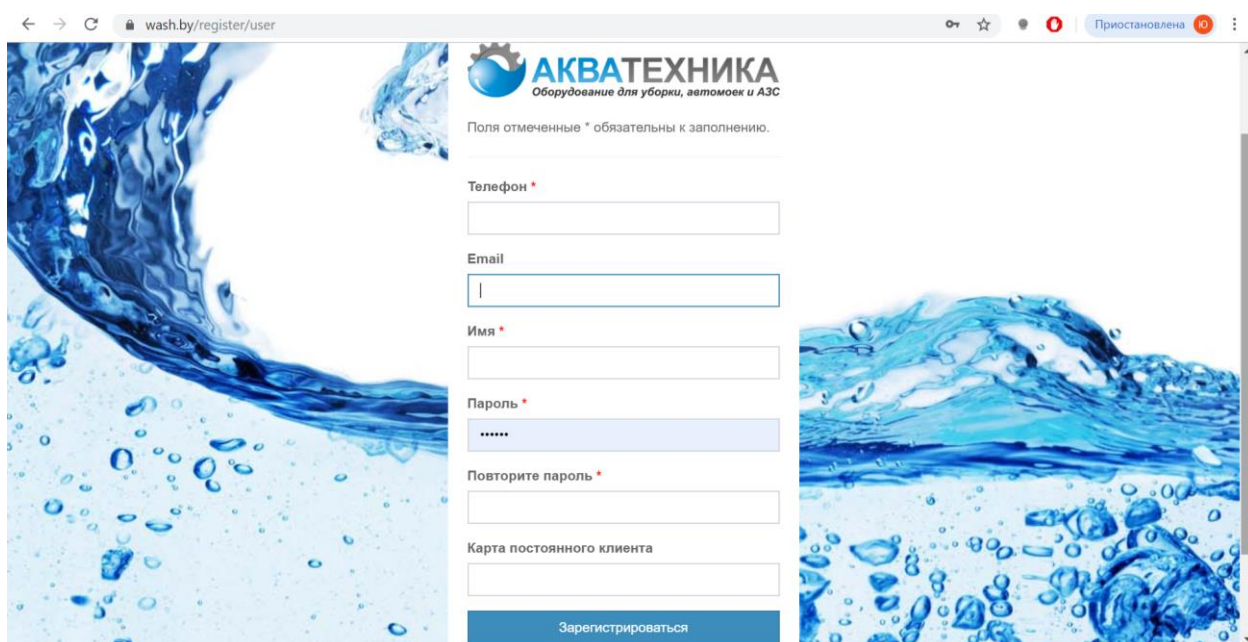 wash.by/register/user
Приостановлена Ю
АКВАТЕХНИКА
Оборудование для уборки, автомоек и АЗС
Поля отмеченные * обязательны к заполнению.
Телефон *
Email
Имя *
Пароль *
••••••
Повторите пароль *
Карта постоянного клиента
Зарегистрироваться